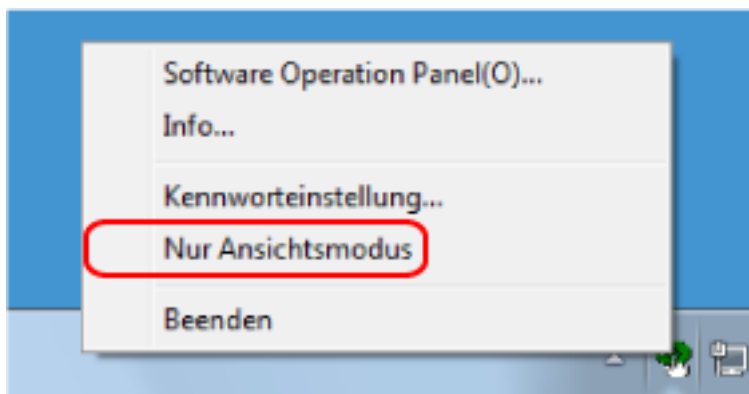 Software Operation Panel(O)...
Info...
Kennworteinstellung...
Nur Ansichtsmodus
Beenden